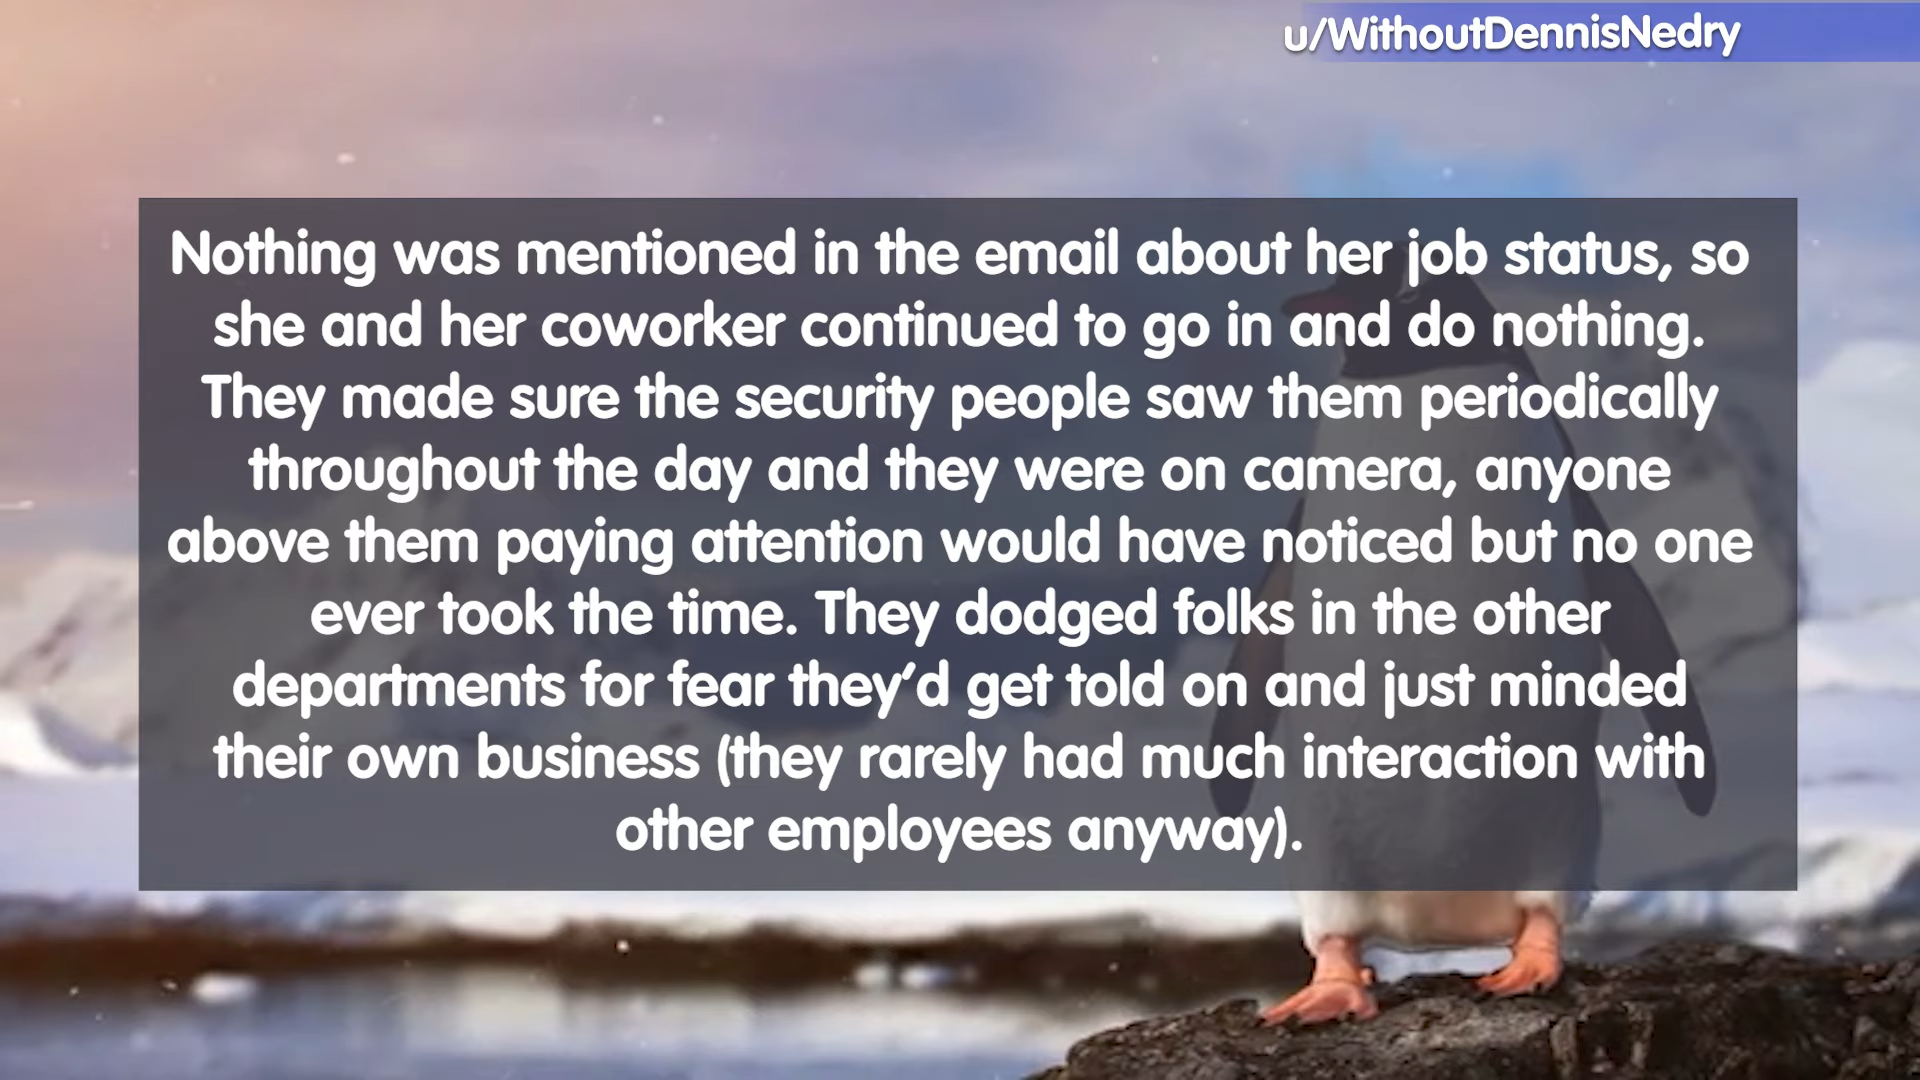 u/WithoutDennisNedry
Nothing was mentioned in the email about her job status, so
she and her coworker continued to go in and do nothing.
They made sure the security people saw them periodically
throughout the day and they were on camera, anyone
above them paying attention would have noticed but no one
ever took the time. They dodged folks in the other
departments for fear they’d get told on and just minded
their own business (they rarely had much interaction with
other employees anyway).